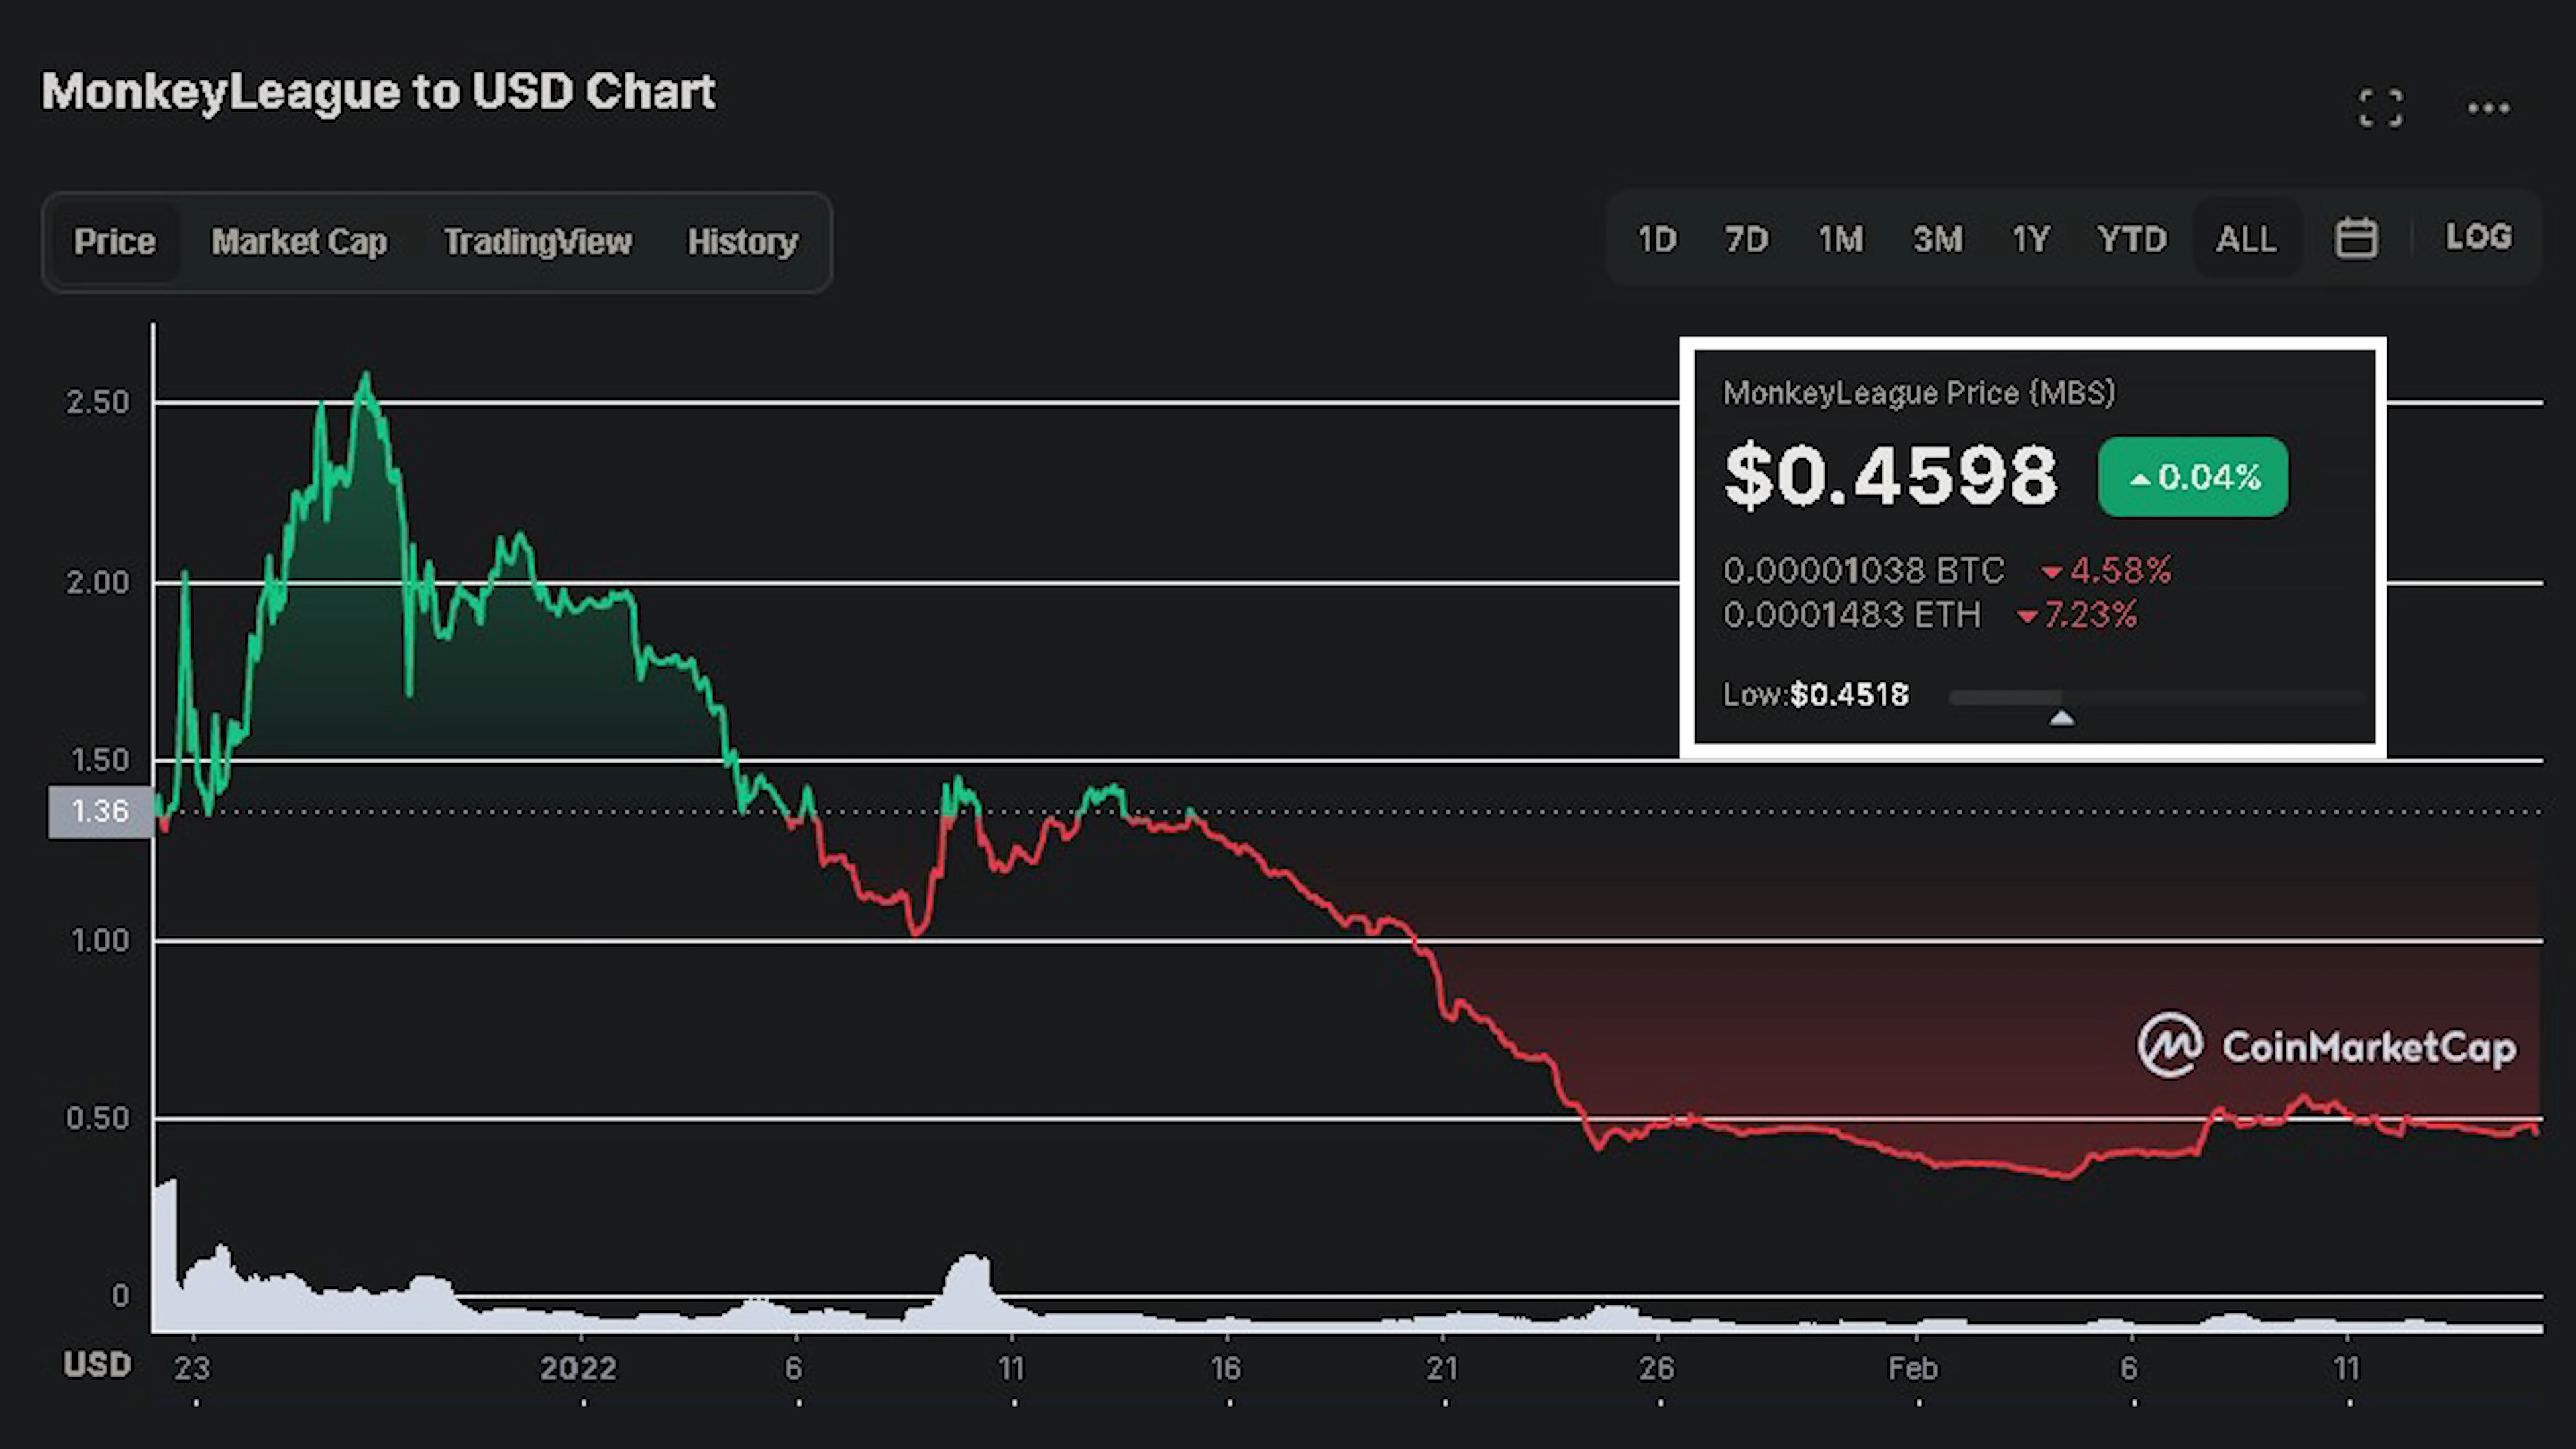 MonkeyLeague to USD Chart
Price Market Cap TradingView History
1D 7D 1M 3M 1Y YTD ALL LOG
MonkeyLeague Price (MBS)
$0.4598 0.04%
0.00001038 BTC 4.58%
0.0001483 ETH 7.23%
Low:$0.4518
2.50
2.00
1.50
1.36
1.00
0.50
0
CoinMarketCap
USD 23 2022 6 11 16 21 26 Feb 6 11